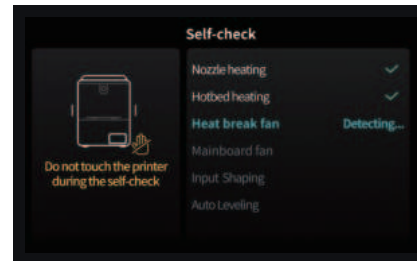 Self-check
Nozzle heating
Hotbed heating
Heat break fan Detecting...
Mainboard fan
Input Shaping
Auto Leveling
Do not touch the printer
during the self-check